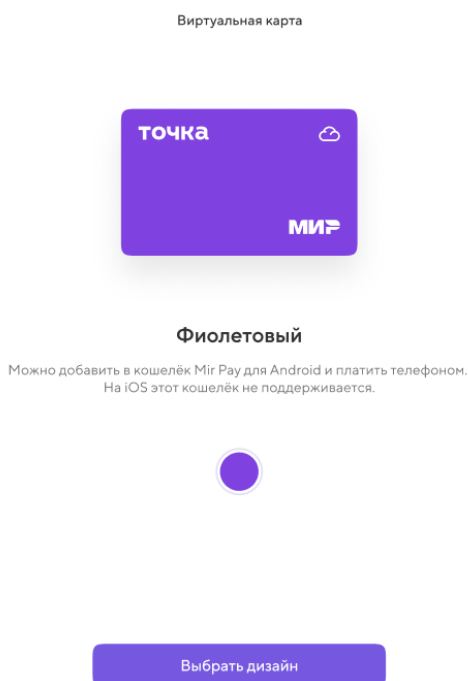 Виртуальная карта
точка
МИР
Фиолетовый
Можно добавить в кошелёк Mir Pay для Android и платить телефоном.
На iOS этот кошелёк не поддерживается.
Выбрать дизайн